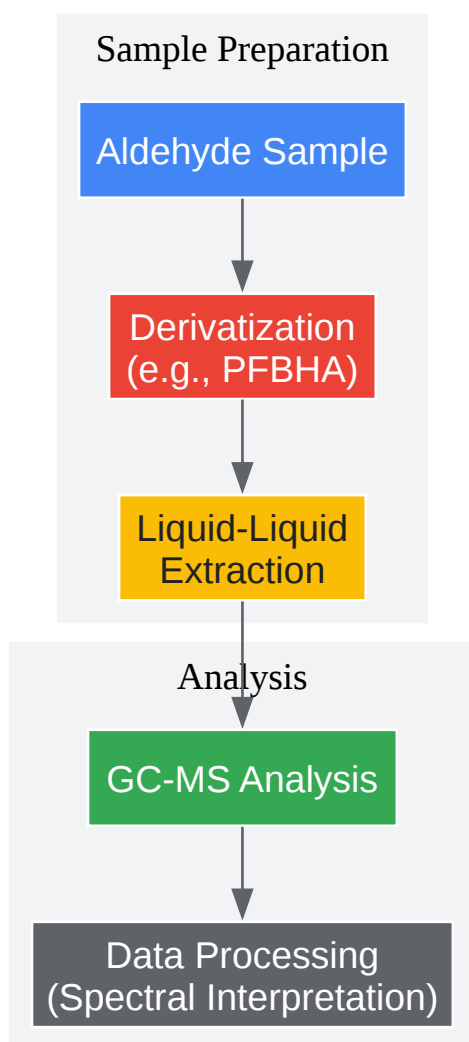 Sample Preparation
Aldehyde Sample
Derivatization
(e.g., PFBHA)
Liquid-Liquid
Extraction
Analysis
GC-MS Analysis
Data Processing
(Spectral Interpretation)